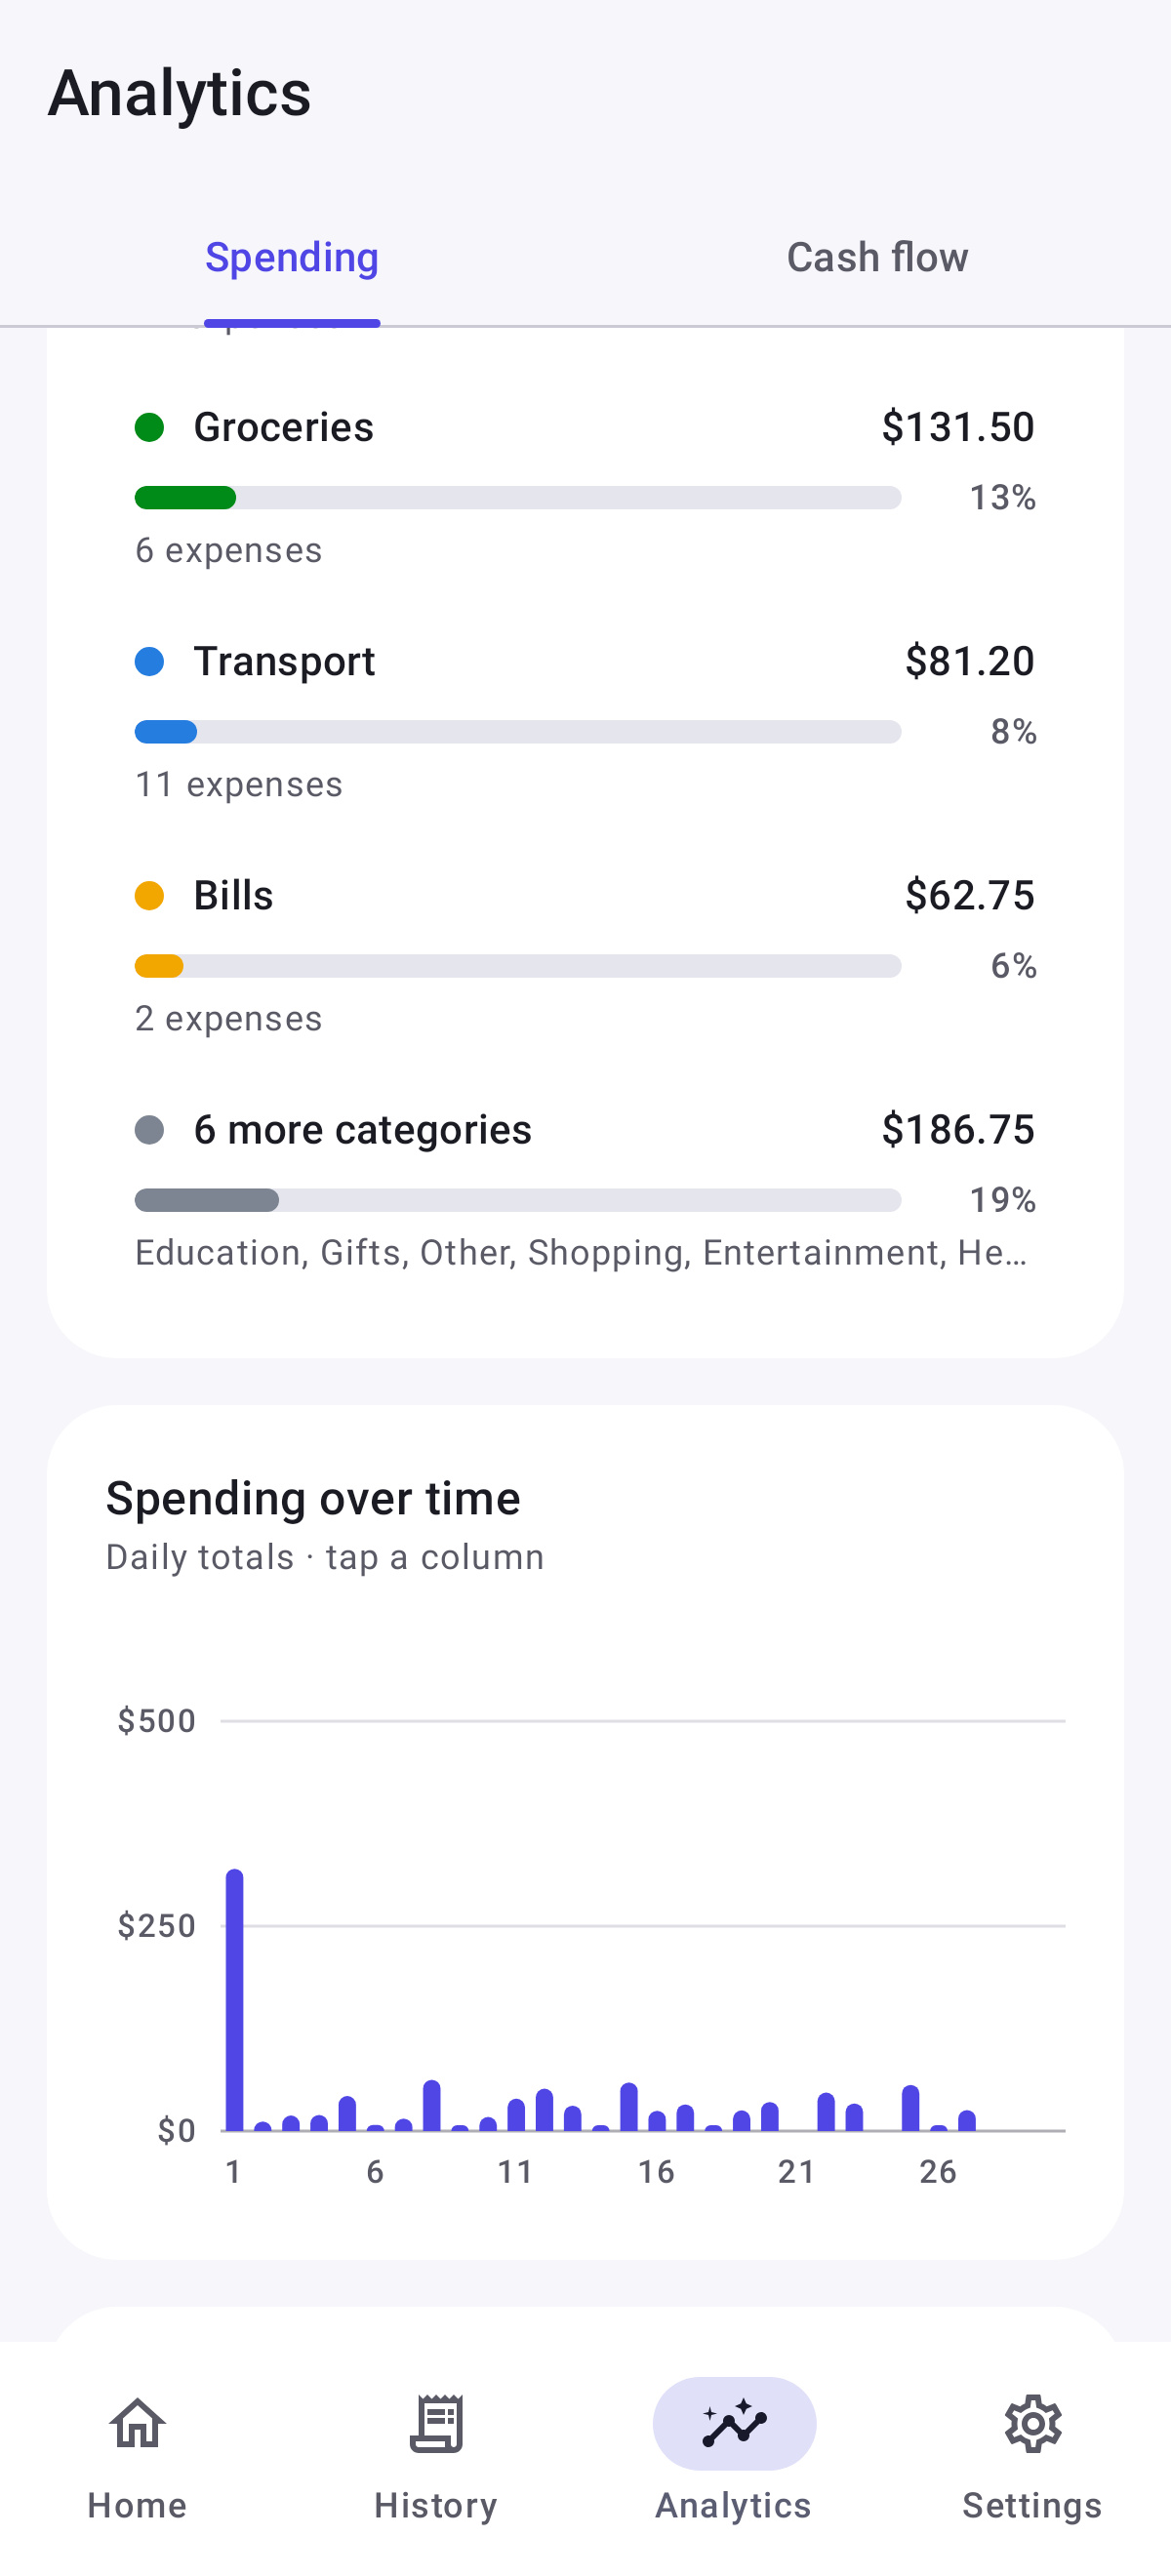 Analytics
Spending
Cash flow
Groceries
$131.50
13%
6 expenses
Transport
$81.20
8%
11 expenses
Bills
$62.75
6%
2 expenses
6 more categories
$186.75
19%
Education, Gifts, Other, Shopping, Entertainment, He…
Spending over time
Daily totals · tap a column
$500
$250
$0
1 6 11 16 21 26
Home
History
Analytics
Settings